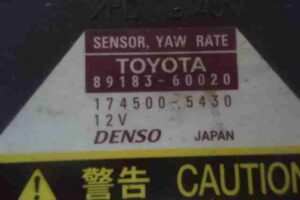 SENSOR, YAW RATE
TOYOTA
89183-60020
174500-5430
12V
DENSO JAPAN
警告 CAUTION